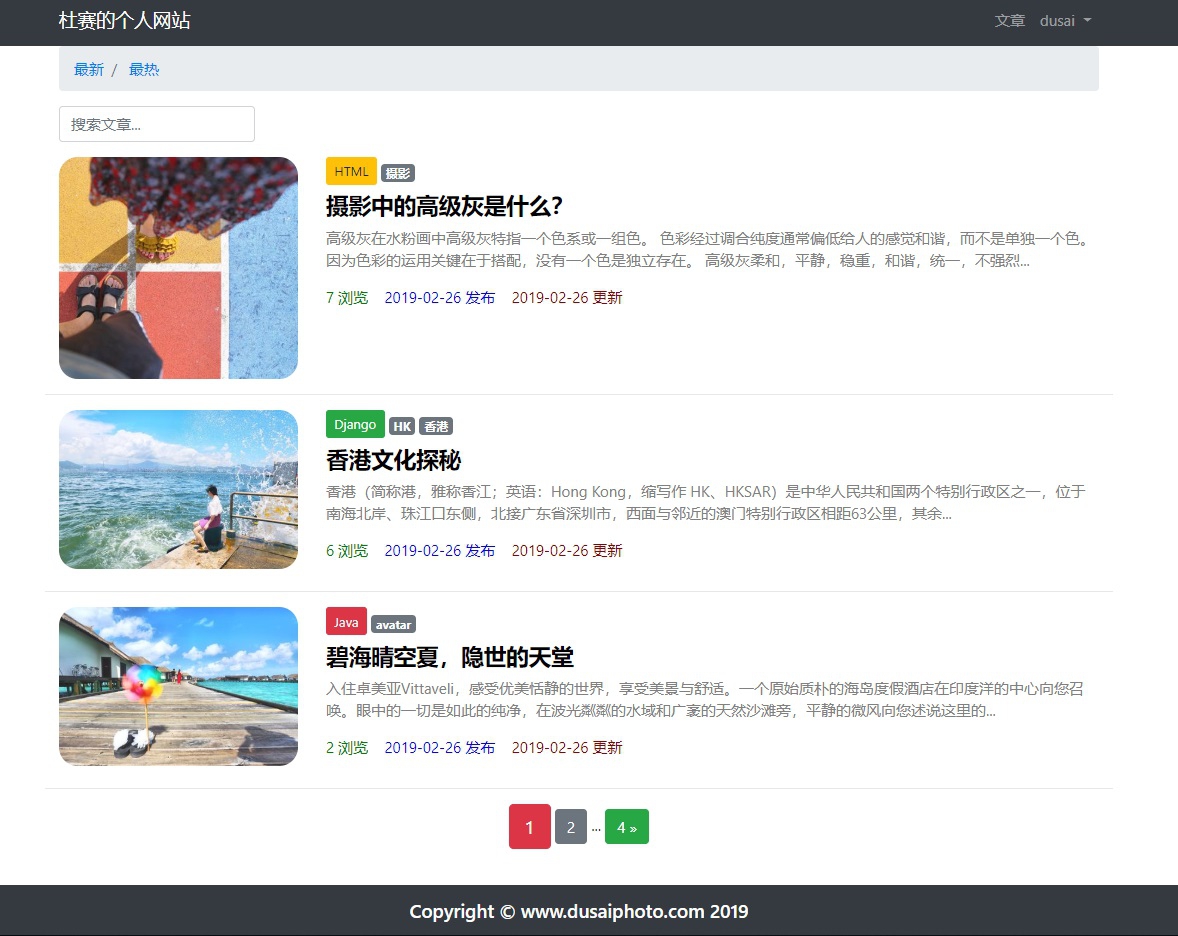 杜赛的个人网站
文章 dusai
最新 / 最热
搜索文章...
HTML 摄影
摄影中的高级灰是什么？
高级灰在水粉画中高级灰特指一个色系或一组色。 色彩经过调合纯度通常偏低给人的感觉和谐，而不是单独一个色。
因为色彩的运用关键在于搭配，没有一个色是独立存在。 高级灰柔和，平静，稳重，和谐，统一，不强烈...
7 浏览 2019-02-26 发布 2019-02-26 更新
Django HK 香港
香港文化探秘
香港（简称港，雅称香江；英语：Hong Kong，缩写作 HK、HKSAR）是中华人民共和国两个特别行政区之一，位于
南海北岸、珠江口东侧，北接广东省深圳市，西面与邻近的澳门特别行政区相距63公里，其余...
6 浏览 2019-02-26 发布 2019-02-26 更新
Java avatar
碧海晴空夏，隐世的天堂
入住卓美亚Vittaveli，感受优美恬静的世界，享受美景与舒适。一个原始质朴的海岛度假酒店在印度洋的中心向您召
唤。眼中的一切是如此的纯净，在波光粼粼的水域和广袤的天然沙滩旁，平静的微风向您述说这里的...
2 浏览 2019-02-26 发布 2019-02-26 更新
1 2 ... 4 »
Copyright © www.dusaiphoto.com 2019